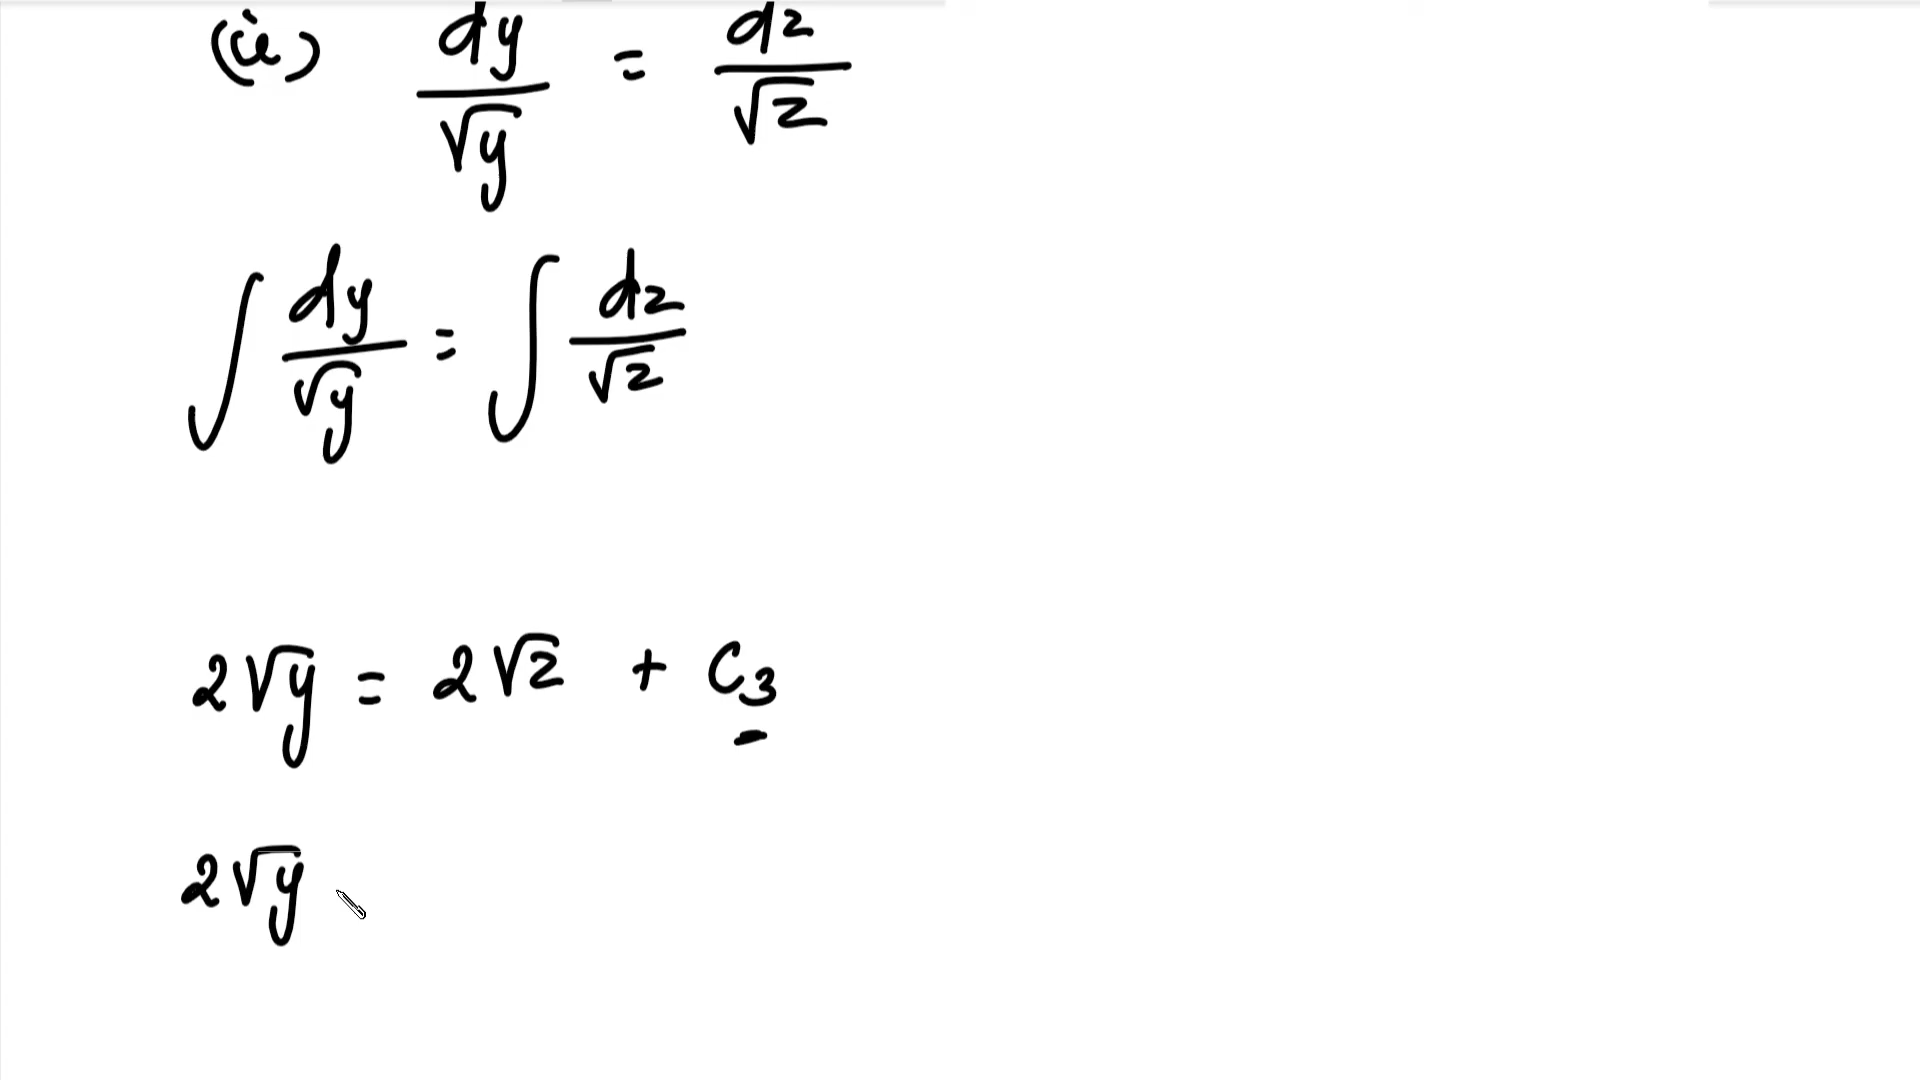 (ii) dy/√y = dz/√z
∫ dy/√y = ∫ dz/√z
2√y = 2√z + C₃
2√y